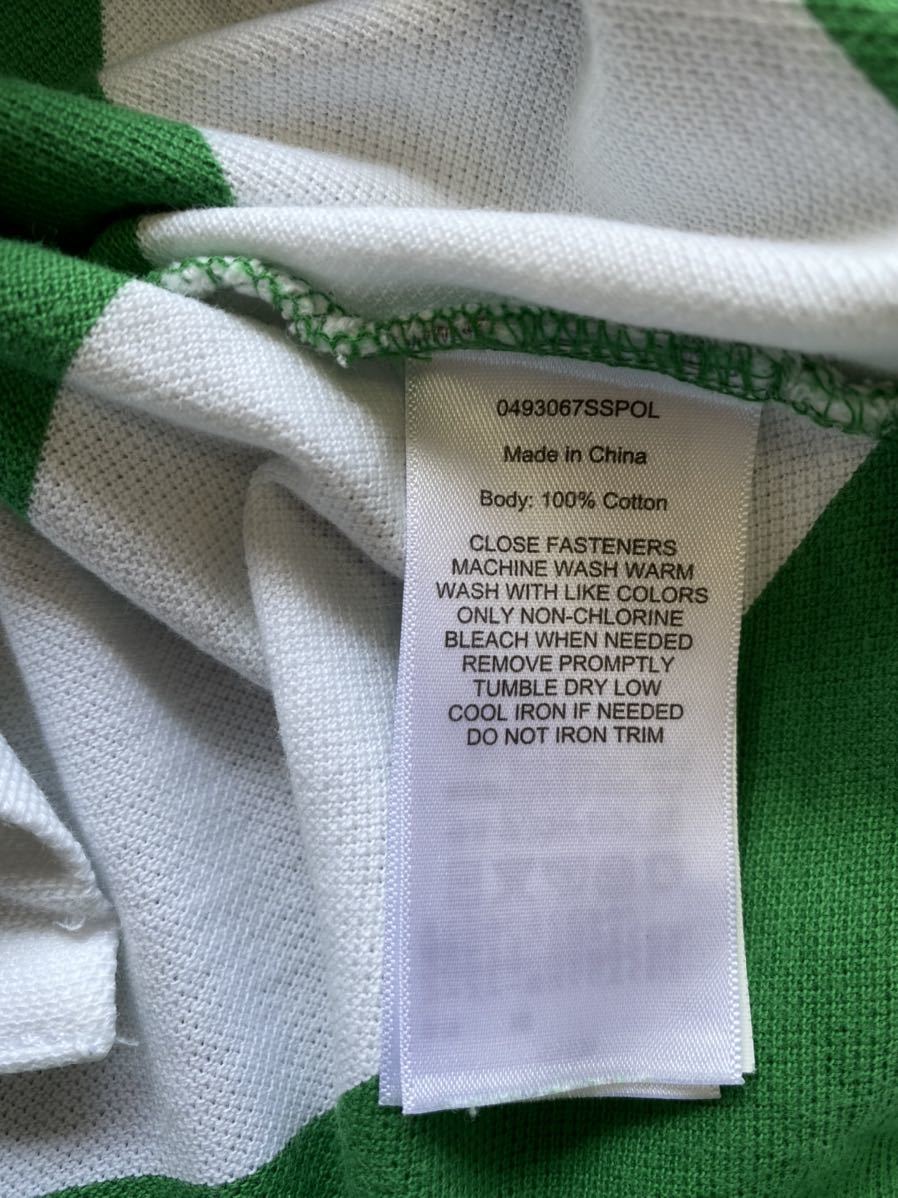 0493067SSPOL
Made in China
Body: 100% Cotton
CLOSE FASTENERS
MACHINE WASH WARM
WASH WITH LIKE COLORS
ONLY NON-CHLORINE
BLEACH WHEN NEEDED
REMOVE PROMPTLY
TUMBLE DRY LOW
COOL IRON IF NEEDED
DO NOT IRON TRIM